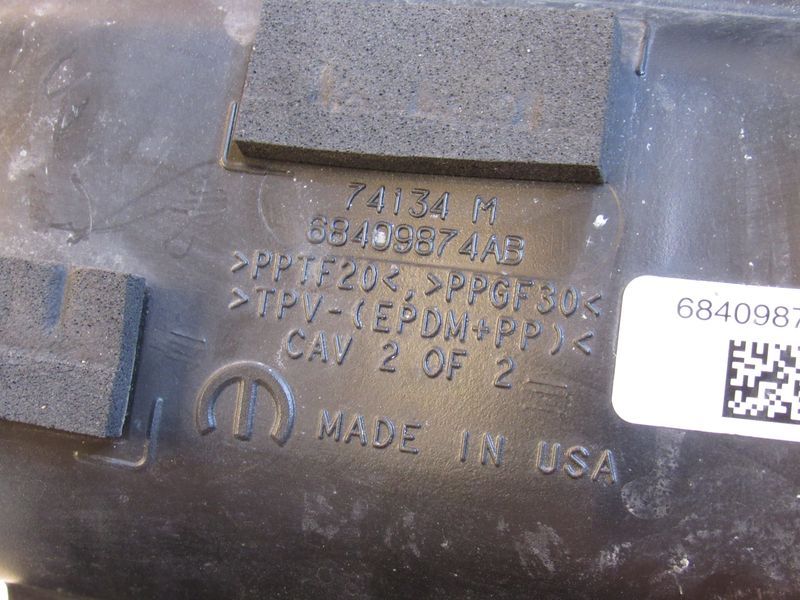 74134 M
68409874AB
>PPTF20<, >PPGF30<
>TPV-(EPDM+PP)<
CAV 2 OF 2
MADE IN USA
6840987